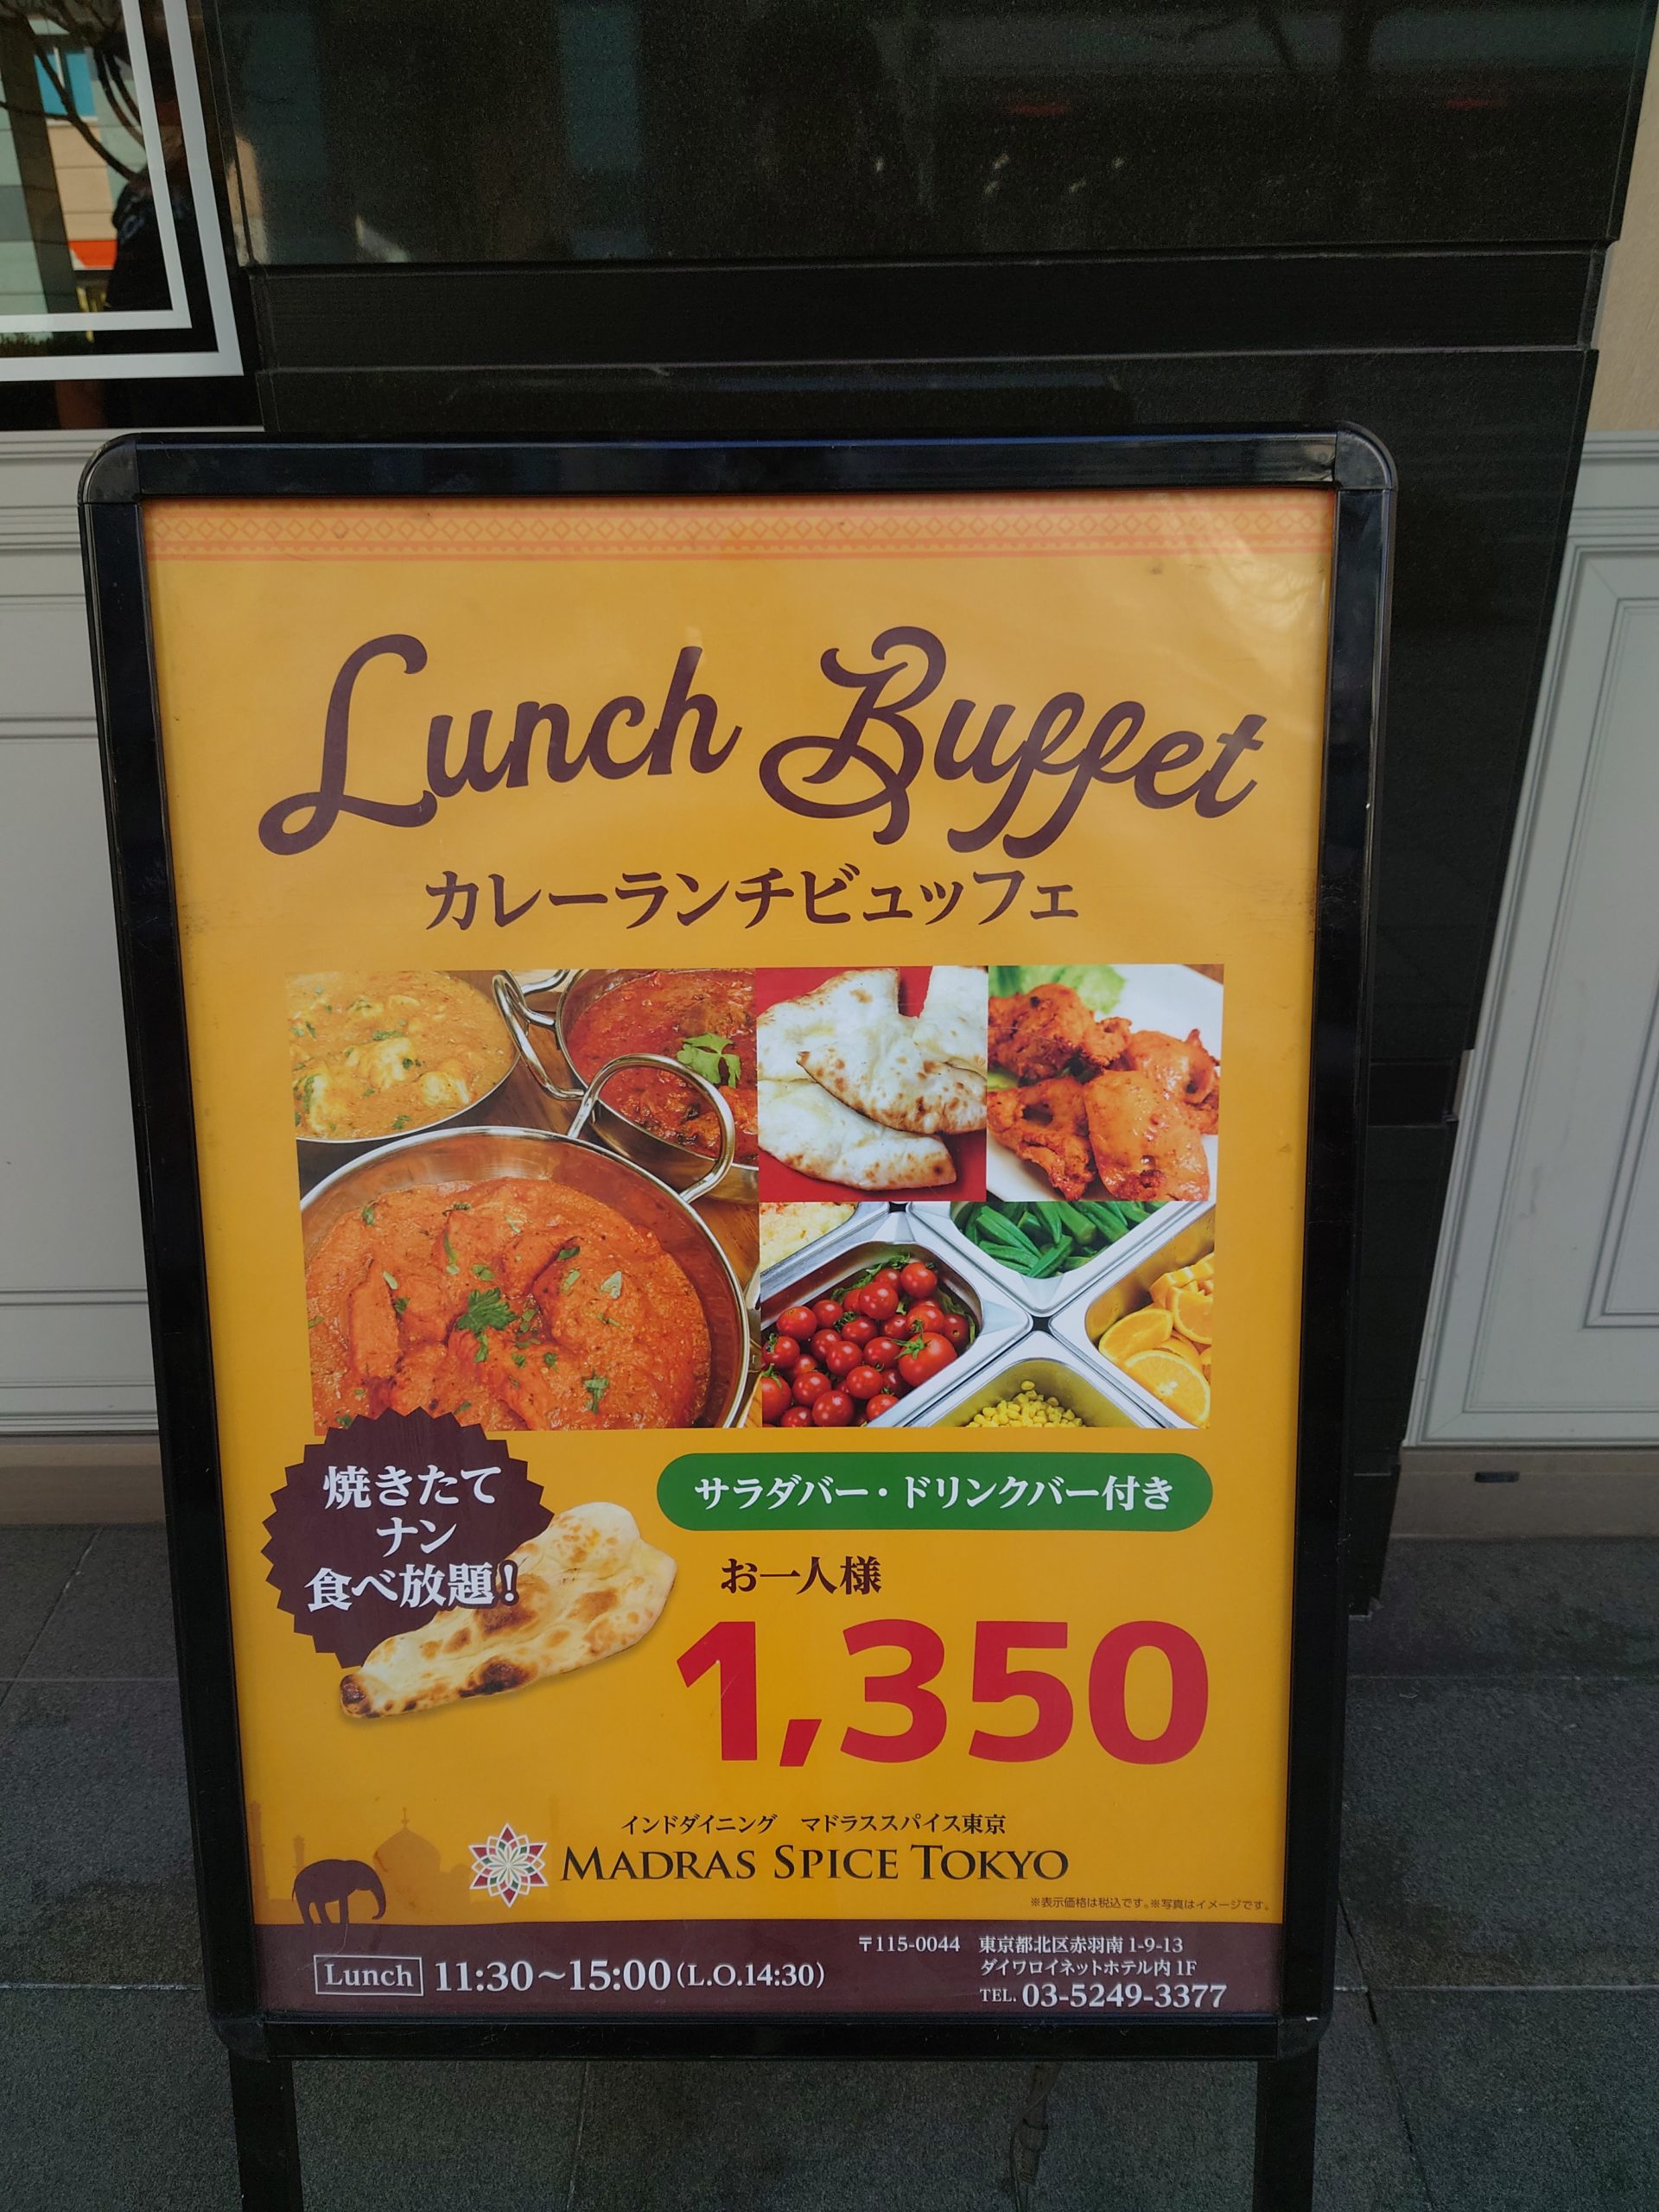 Lunch Buffet
カレーランチビュッフェ
焼きたて
ナン
食べ放題!
サラダバー・ドリンクバー付き
お一人様
1,350
インドダイニング　マドラススパイス東京
MADRAS SPICE TOKYO
※表示価格は税込です。※写真はイメージです。
Lunch 11:30～15:00(L.O.14:30)
〒115-0044　東京都北区赤羽南 1-9-13
ダイワロイネットホテル内 1F
TEL. 03-5249-3377